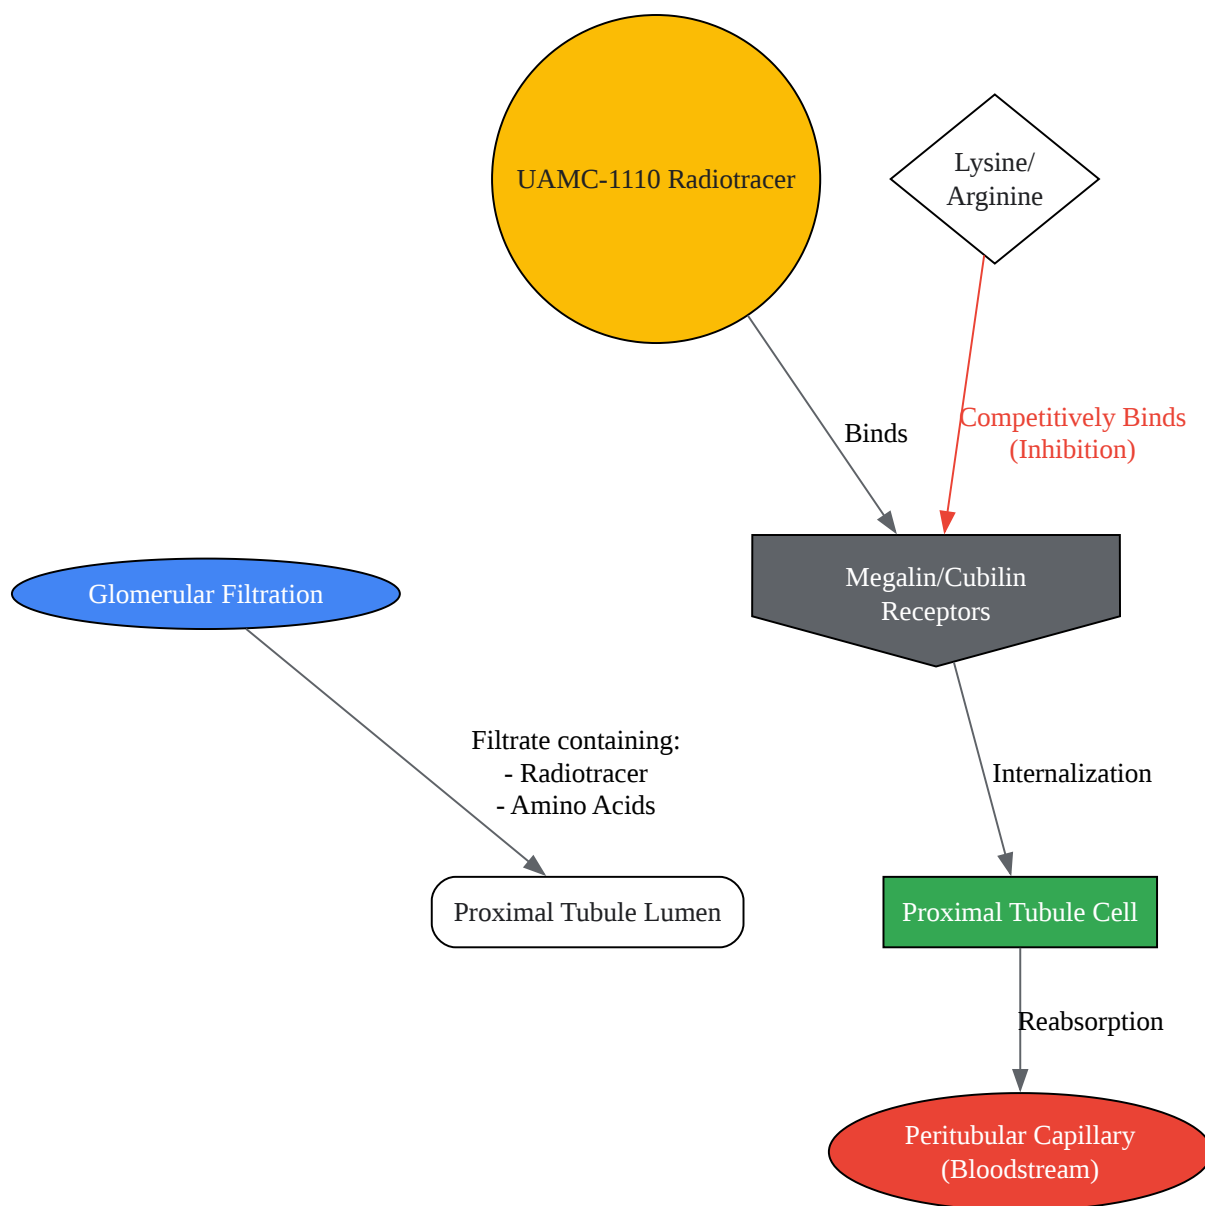 UAMC-1110 Radiotracer
Lysine/
Arginine
Binds
Competitively Binds
(Inhibition)
Glomerular Filtration
Megalin/Cubilin
Receptors
Filtrate containing:
- Radiotracer
- Amino Acids
Internalization
Proximal Tubule Lumen
Proximal Tubule Cell
Reabsorption
Peritubular Capillary
(Bloodstream)